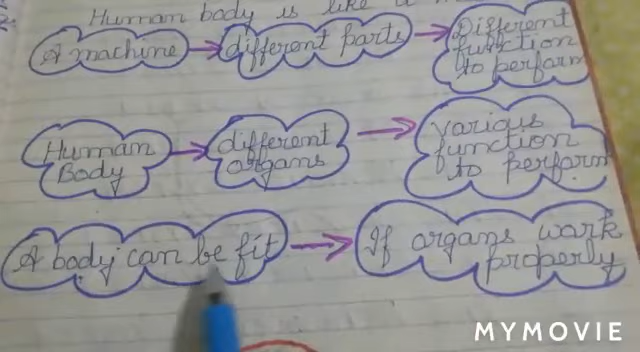 Human body is like a
A machine → different parts → Different
function
to perform
Human
Body → different
organs → various
function
to perform
A body can be fit → If organs work
properly
MYMOVIE